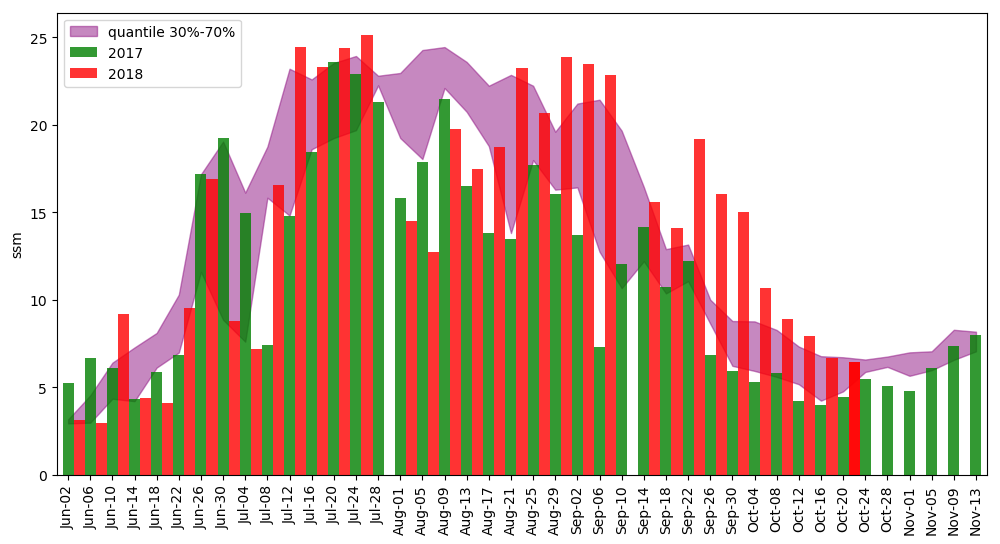 quantile 30%-70%
2017
2018
ssm
25
20
15
10
5
0
Jun-02
Jun-06
Jun-10
Jun-14
Jun-18
Jun-22
Jun-26
Jun-30
Jul-04
Jul-08
Jul-12
Jul-16
Jul-20
Jul-24
Jul-28
Aug-01
Aug-05
Aug-09
Aug-13
Aug-17
Aug-21
Aug-25
Aug-29
Sep-02
Sep-06
Sep-10
Sep-14
Sep-18
Sep-22
Sep-26
Sep-30
Oct-04
Oct-08
Oct-12
Oct-16
Oct-20
Oct-24
Oct-28
Nov-01
Nov-05
Nov-09
Nov-13